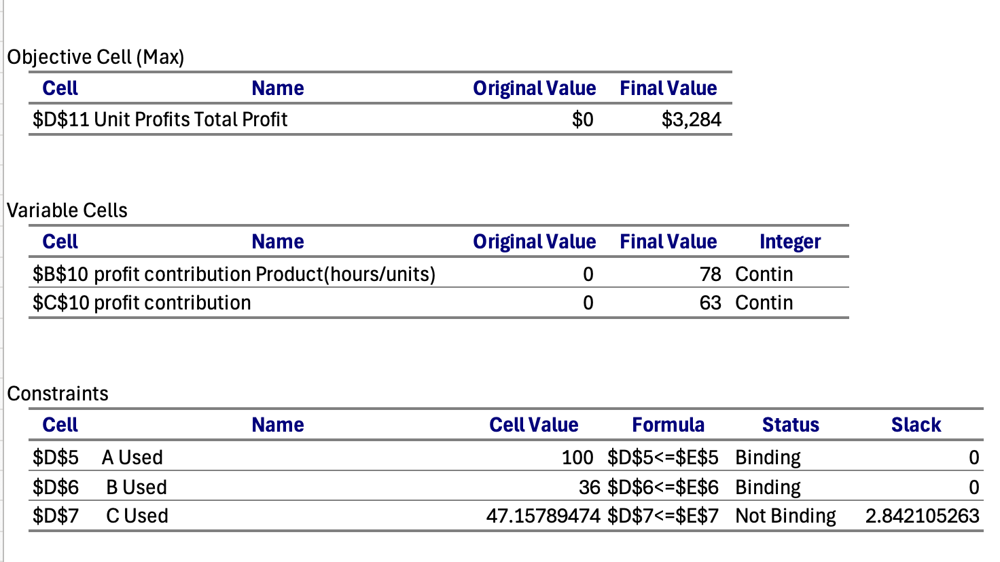 Objective Cell (Max)
Cell Name Original Value Final Value
$D$11 Unit Profits Total Profit $0 $3,284
Variable Cells
Cell Name Original Value Final Value Integer
$B$10 profit contribution Product(hours/units) 0 78 Contin
$C$10 profit contribution 0 63 Contin
Constraints
Cell Name Cell Value Formula Status Slack
$D$5 A Used 100 $D$5<=$E$5 Binding 0
$D$6 B Used 36 $D$6<=$E$6 Binding 0
$D$7 C Used 47.15789474 $D$7<=$E$7 Not Binding 2.842105263